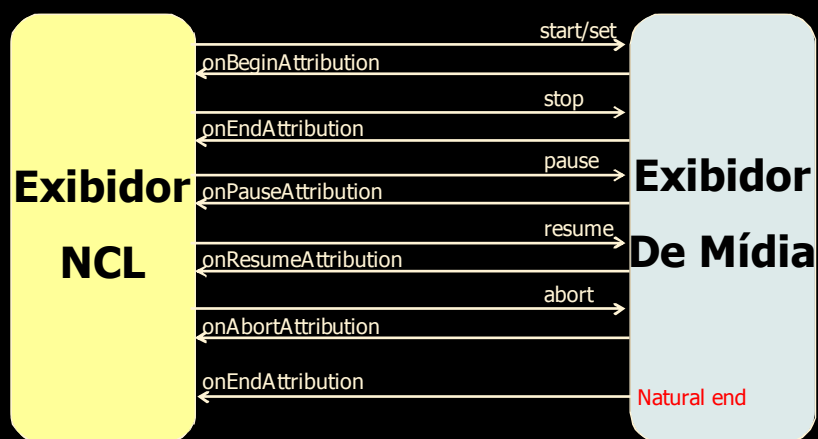 start/set
onBeginAttribution
stop
onEndAttribution
pause
Exibidor
NCL
onPauseAttribution
resume
onResumeAttribution
abort
onAbortAttribution
onEndAttribution
Exibidor
De Mídia
Natural end